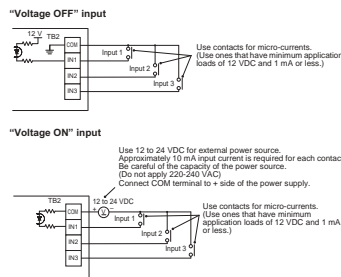 “Voltage OFF” input
12 V
TB2
COM
IN1
IN2
IN3
Input 1
Input 2
Input 3
Use contacts for micro-currents.
(Use ones that have minimum application
loads of 12 VDC and 1 mA or less.)
“Voltage ON” input
Use 12 to 24 VDC for external power source.
Approximately 10 mA input current is required for each contac
Be careful of the capacity of the power source.
(Do not apply 220-240 VAC)
Connect COM terminal to + side of the power supply.
TB2
12 to 24 VDC
+ V −
COM
IN1
IN2
IN3
Input 1
Input 2
Input 3
Use contacts for micro-currents.
(Use ones that have minimum
application loads of 12 VDC and 1 mA
or less.)